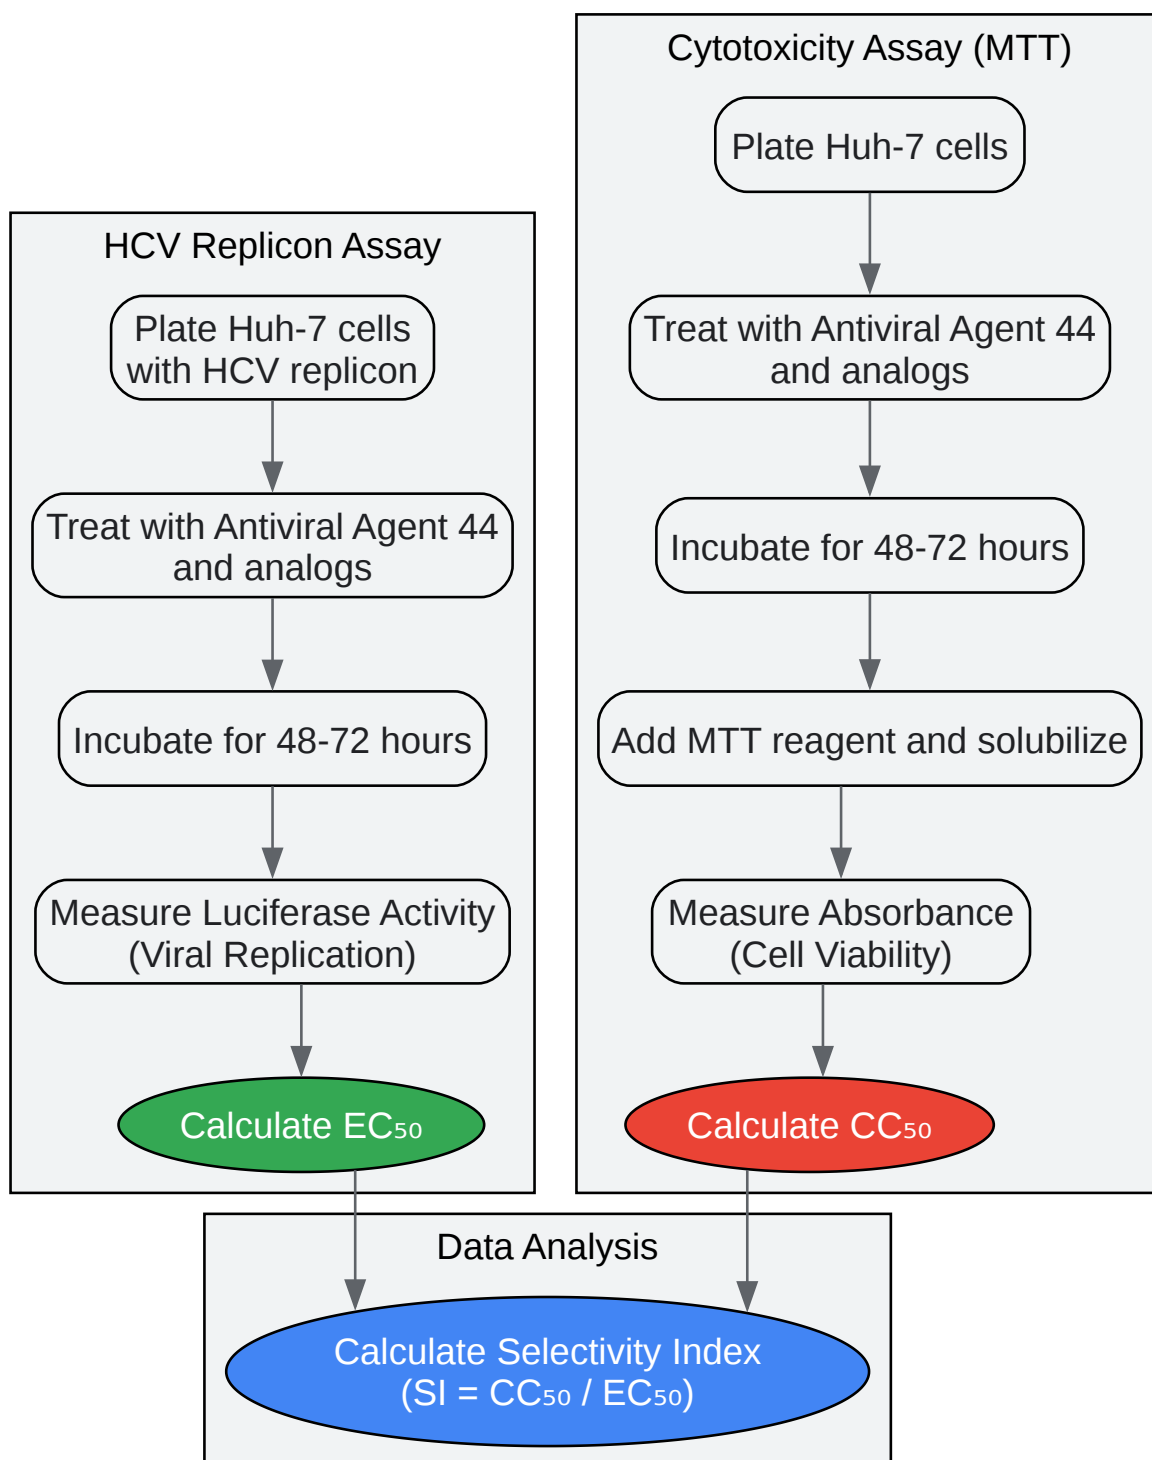 HCV Replicon Assay
Plate Huh-7 cells
with HCV replicon
Treat with Antiviral Agent 44
and analogs
Incubate for 48-72 hours
Measure Luciferase Activity
(Viral Replication)
Calculate EC₅₀
Cytotoxicity Assay (MTT)
Plate Huh-7 cells
Treat with Antiviral Agent 44
and analogs
Incubate for 48-72 hours
Add MTT reagent and solubilize
Measure Absorbance
(Cell Viability)
Calculate CC₅₀
Data Analysis
Calculate Selectivity Index
(SI = CC₅₀ / EC₅₀)